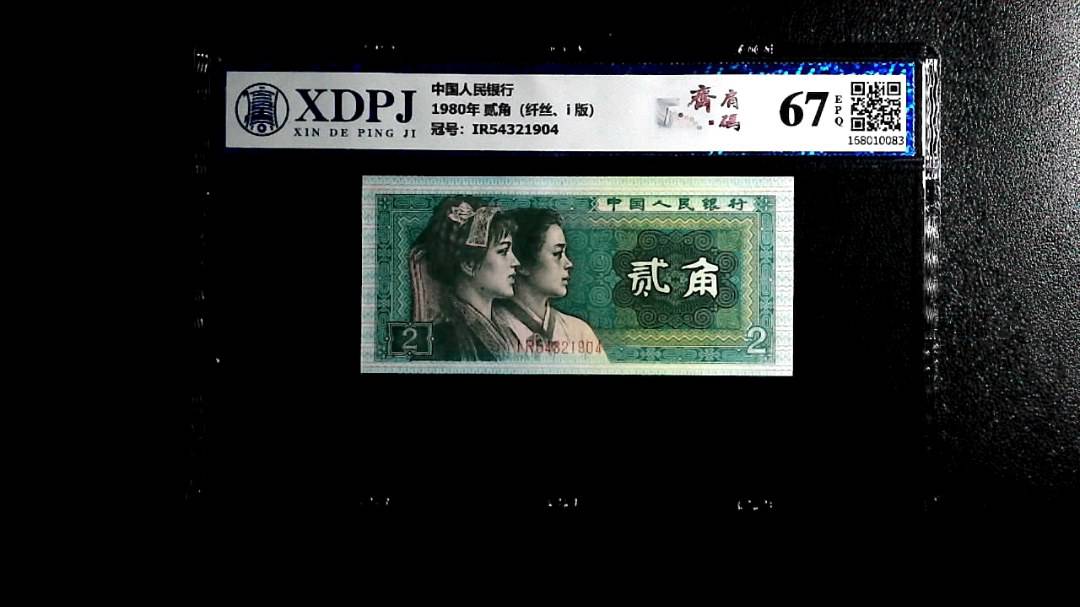 XDPJ
XIN DE PING JI
中国人民银行
1980年 贰角（纤丝、i 版）
冠号： IR54321904
67
EPQ
158010083
中国人民银行
贰角
2
2
IR54321904